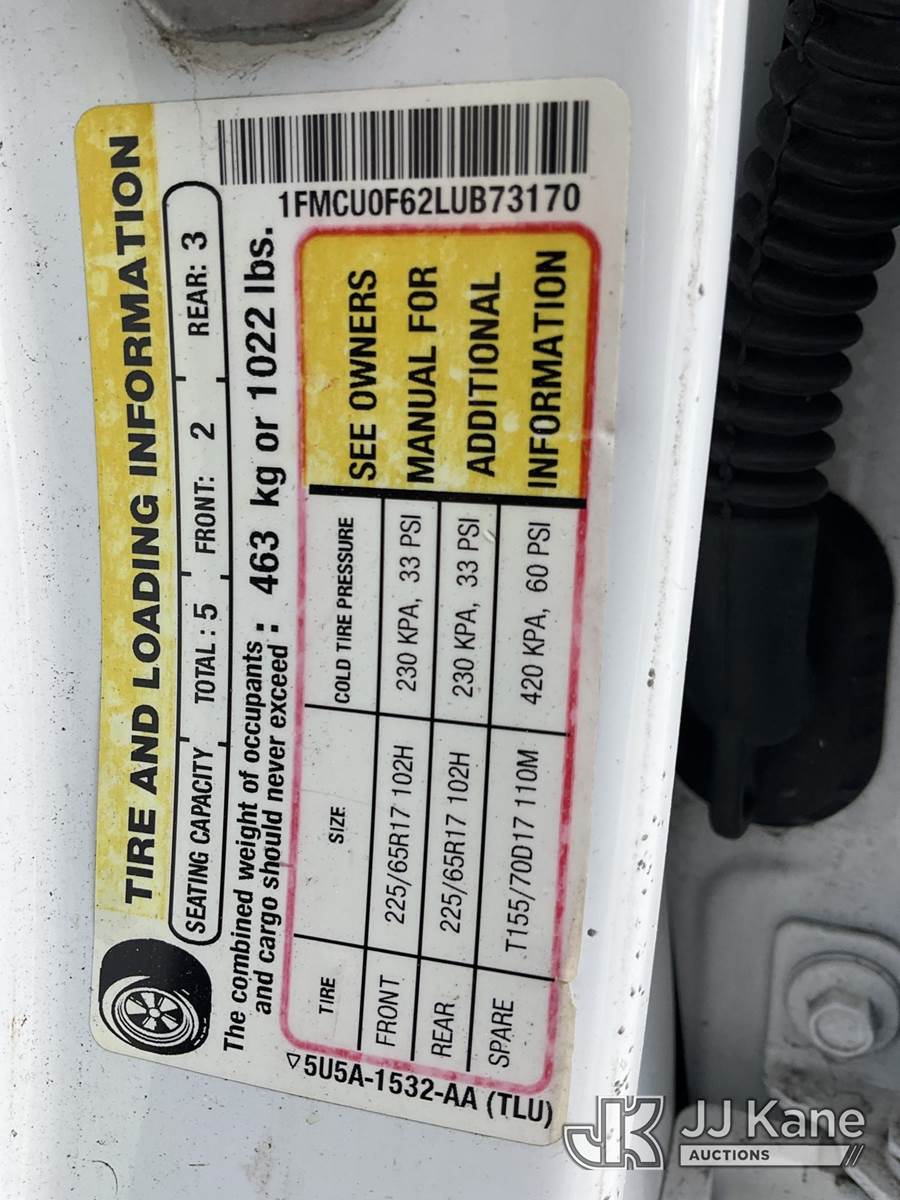 TIRE AND LOADING INFORMATION
SEATING CAPACITY TOTAL : 5 FRONT: 2 REAR: 3
The combined weight of occupants
and cargo should never exceed : 463 kg or 1022 lbs.
1FMCU0F62LUB73170
TIRE SIZE COLD TIRE PRESSURE
FRONT 225/65R17 102H 230 KPA, 33 PSI
REAR 225/65R17 102H 230 KPA, 33 PSI
SPARE T155/70D17 110M 420 KPA, 60 PSI
SEE OWNERS
MANUAL FOR
ADDITIONAL
INFORMATION
5U5A-1532-AA (TLU)
JK JJ Kane
AUCTIONS